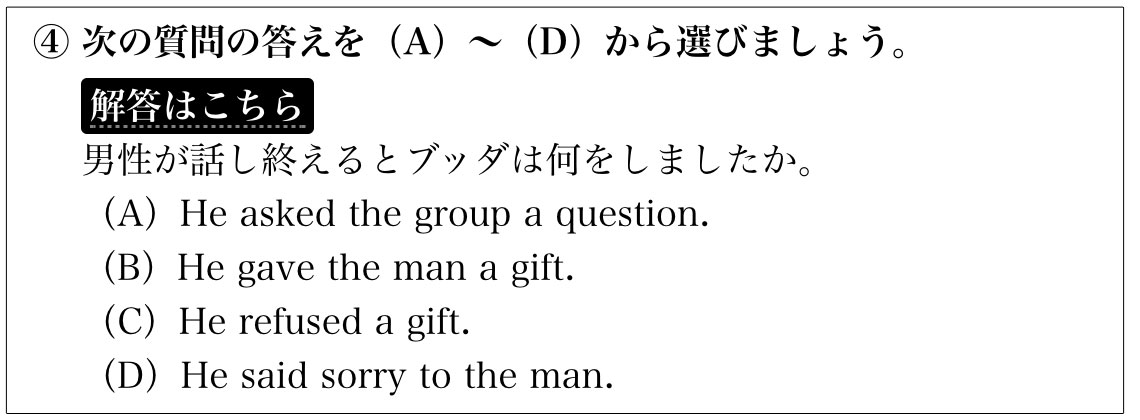 ④ 次の質問の答えを（A）～（D）から選びましょう。
解答はこちら
男性が話し終えるとブッダは何をしましたか。
（A）He asked the group a question.
（B）He gave the man a gift.
（C）He refused a gift.
（D）He said sorry to the man.